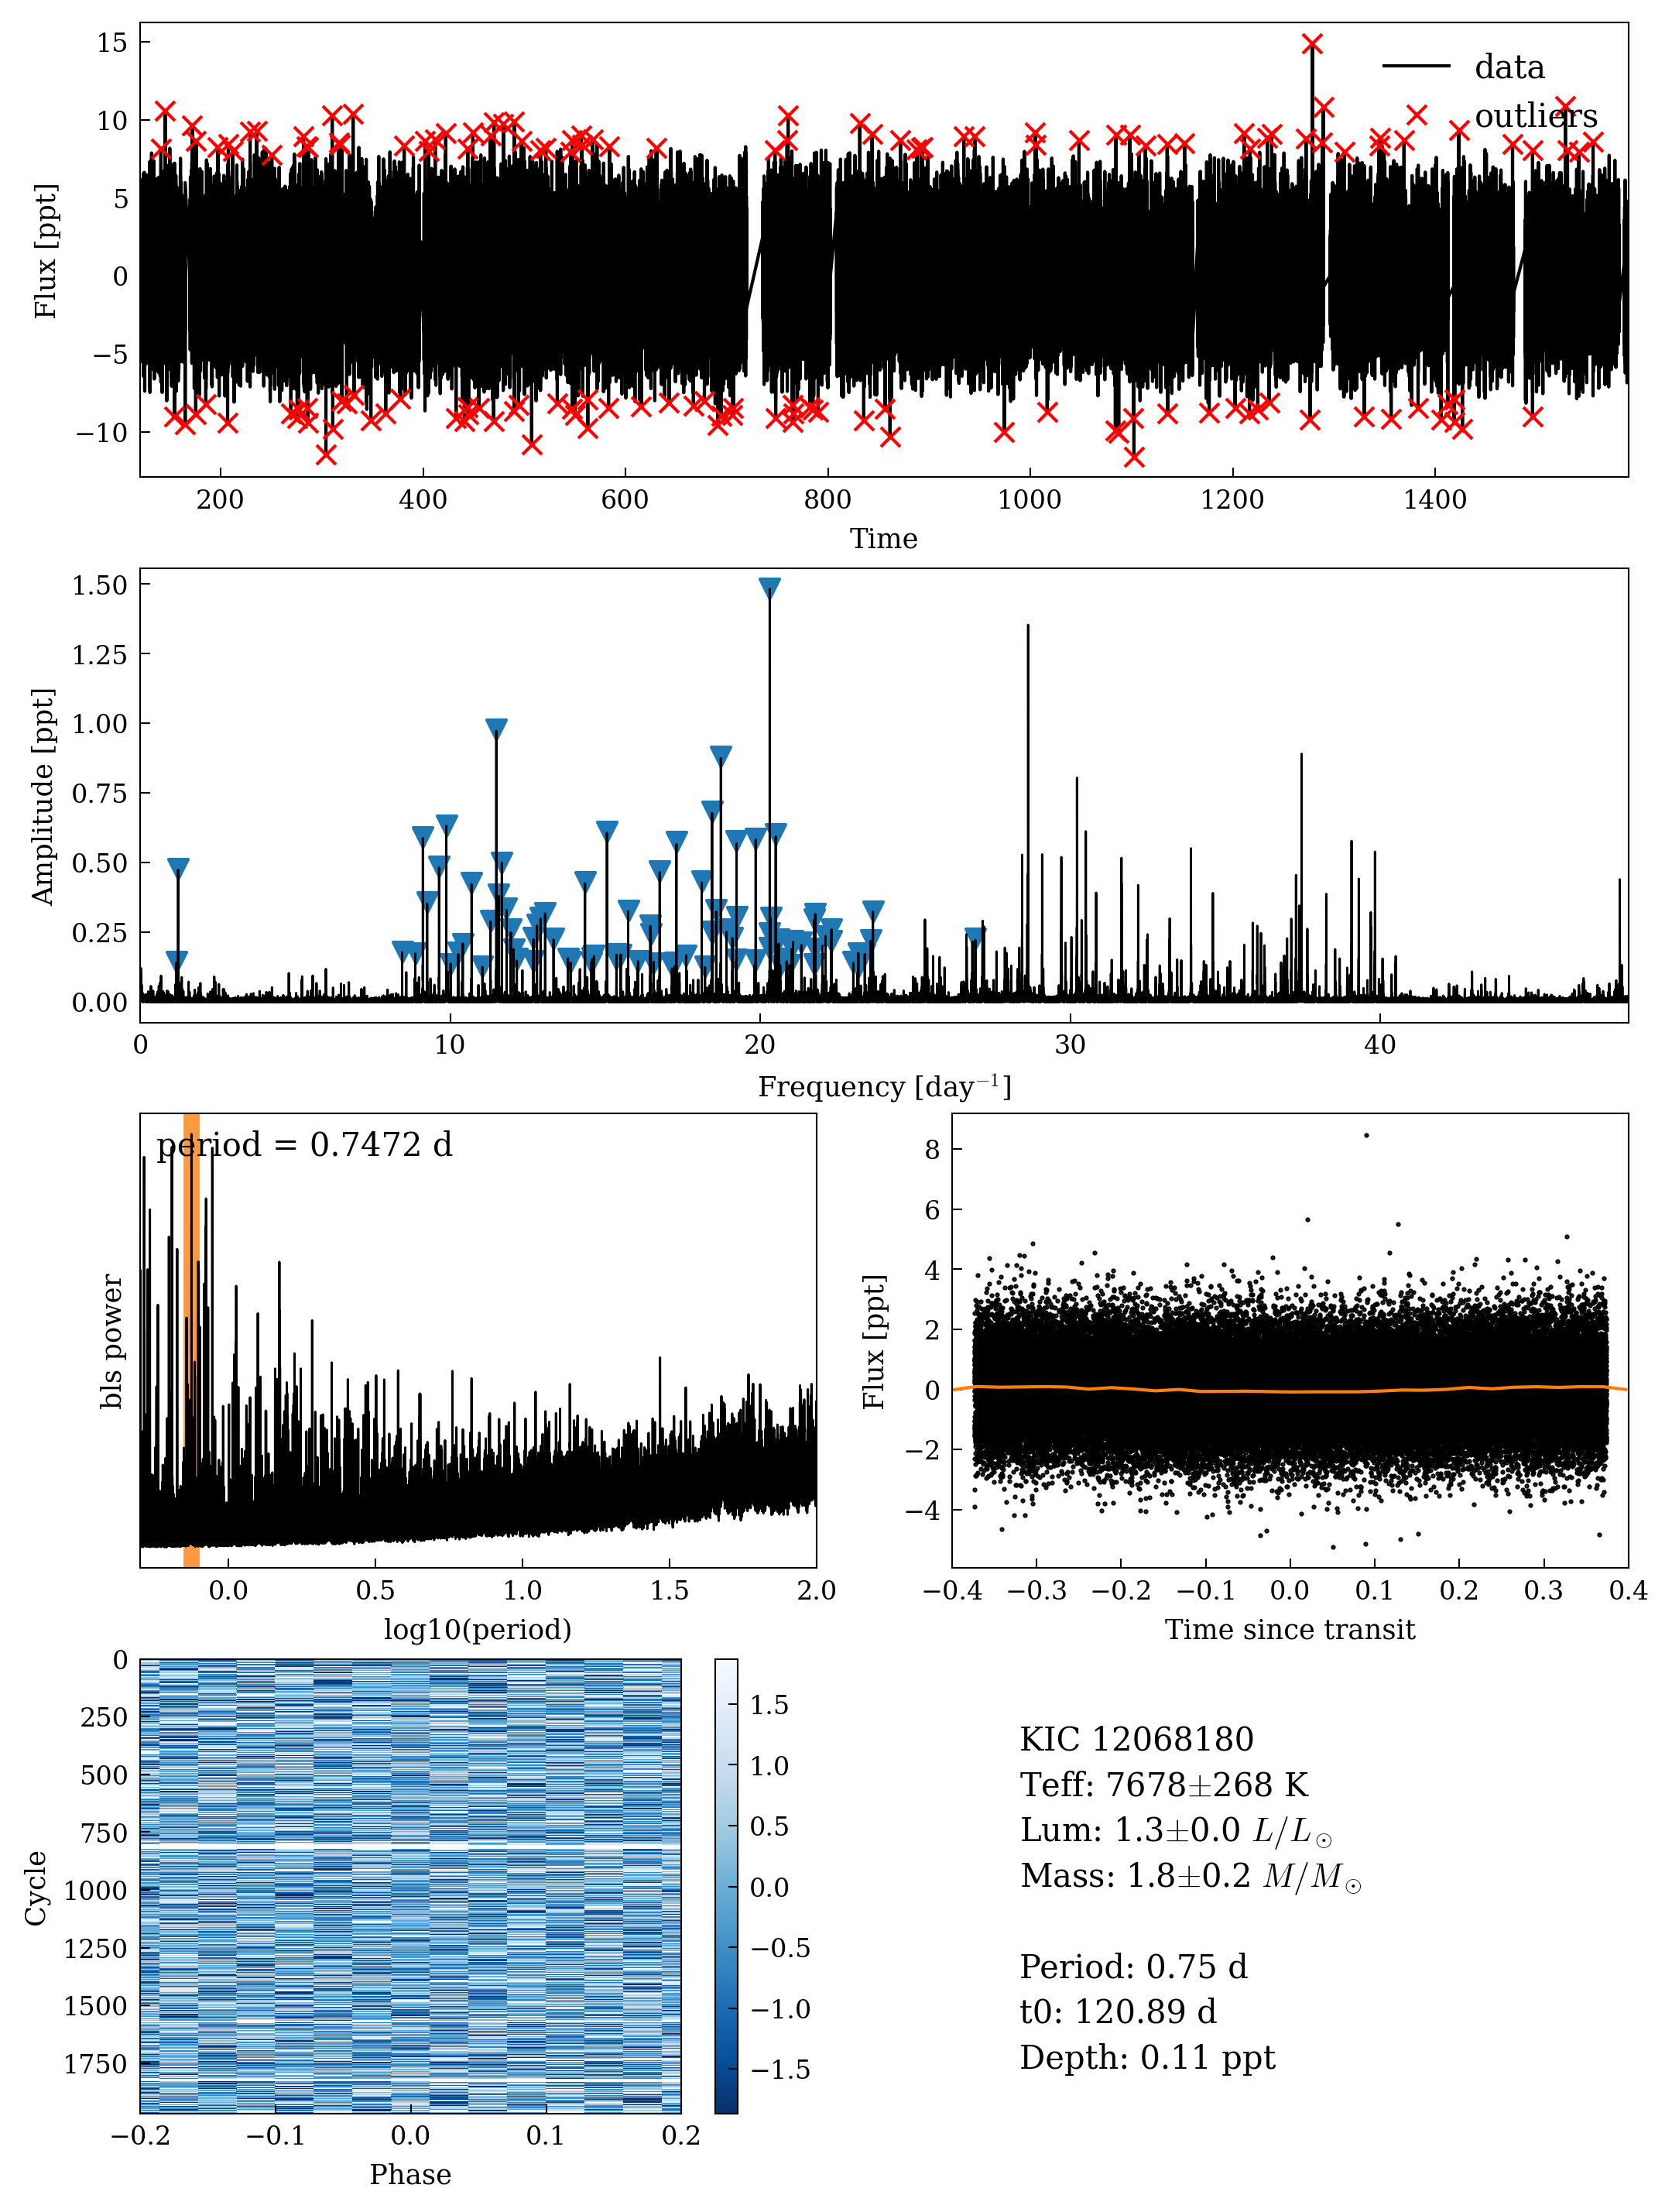 15
10
5
0
−5
−10
Flux [ppt]
data
outliers
200 400 600 800 1000 1200 1400
Time
1.50
1.25
1.00
0.75
0.50
0.25
0.00
Amplitude [ppt]
0 10 20 30 40
Frequency [day⁻¹]
period = 0.7472 d
bls power
0.0 0.5 1.0 1.5 2.0
log10(period)
8
6
4
2
0
−2
−4
Flux [ppt]
−0.4 −0.3 −0.2 −0.1 0.0 0.1 0.2 0.3 0.4
Time since transit
0
250
500
750
1000
1250
1500
1750
Cycle
−0.2 −0.1 0.0 0.1 0.2
Phase
1.5
1.0
0.5
0.0
−0.5
−1.0
−1.5
KIC 12068180
Teff: 7678±268 K
Lum: 1.3±0.0 L/L⊙
Mass: 1.8±0.2 M/M⊙
Period: 0.75 d
t0: 120.89 d
Depth: 0.11 ppt